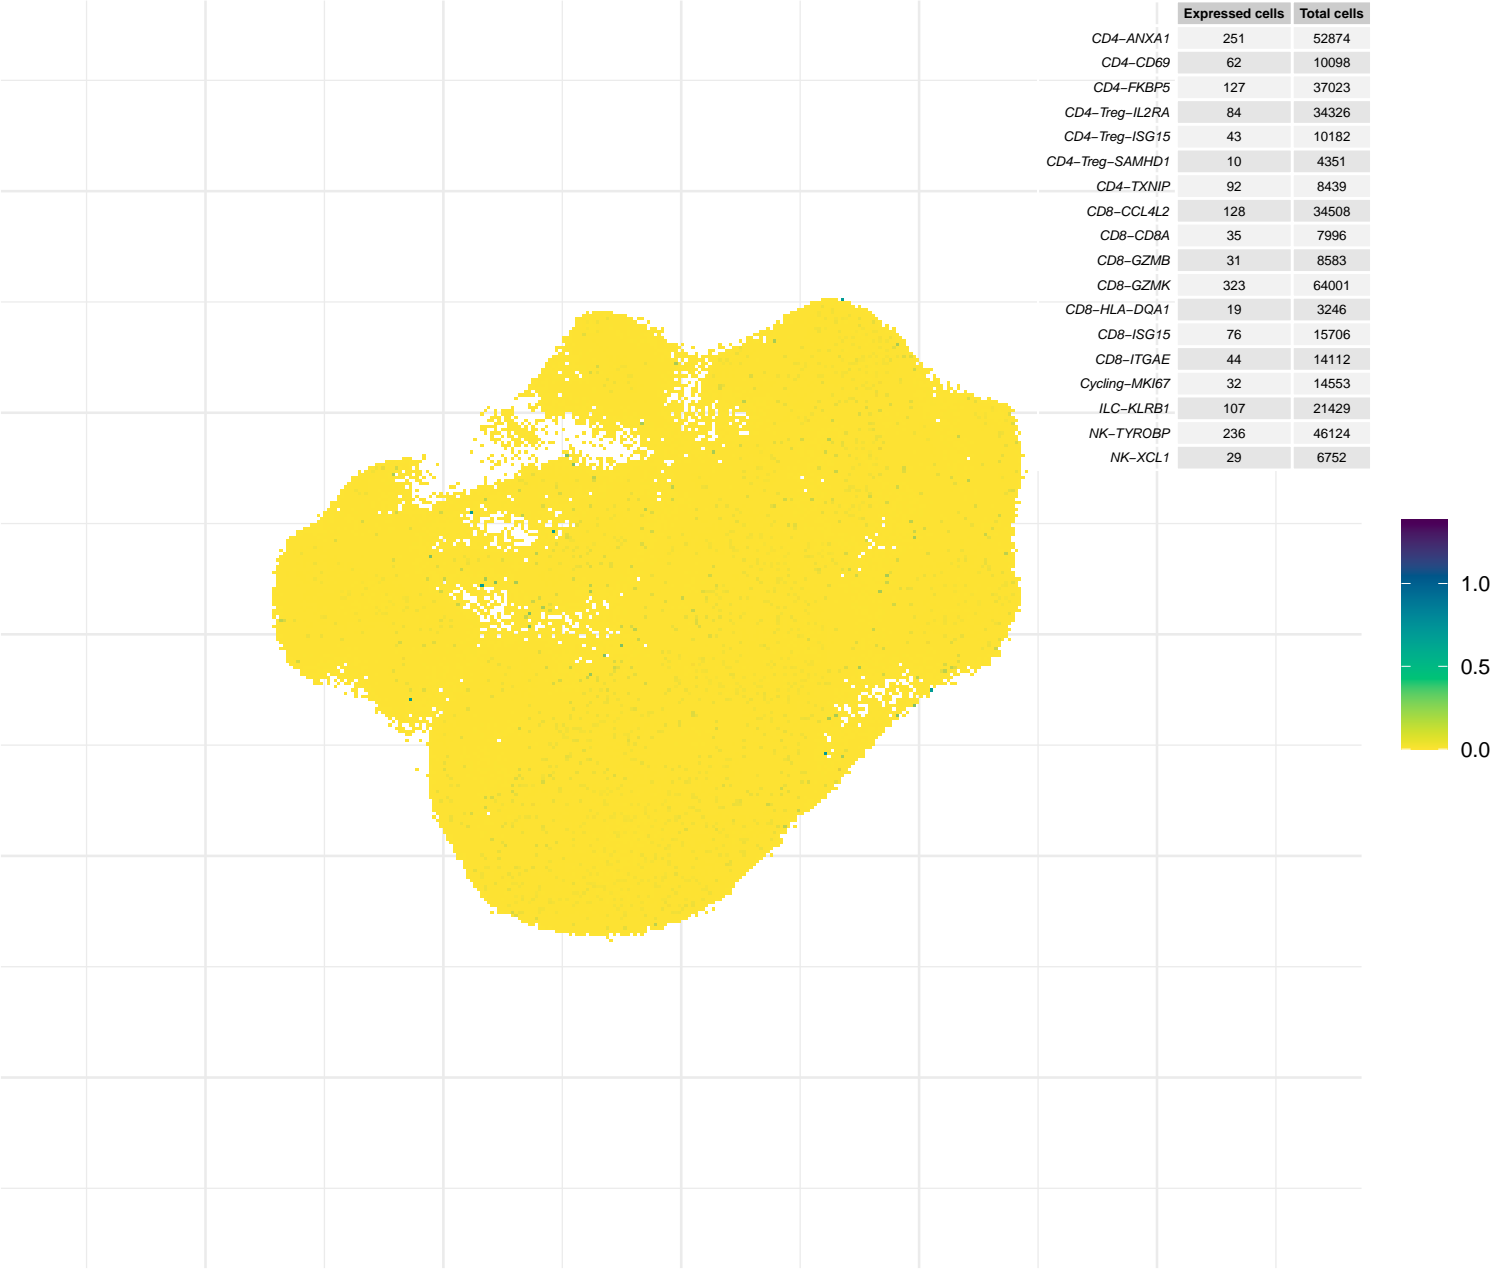 Expressed cells Total cells
CD4−ANXA1 251 52874
CD4−CD69 62 10098
CD4−FKBP5 127 37023
CD4−Treg−IL2RA 84 34326
CD4−Treg−ISG15 43 10182
CD4−Treg−SAMHD1 10 4351
CD4−TXNIP 92 8439
CD8−CCL4L2 128 34508
CD8−CD8A 35 7996
CD8−GZMB 31 8583
CD8−GZMK 323 64001
CD8−HLA−DQA1 19 3246
CD8−ISG15 76 15706
CD8−ITGAE 44 14112
Cycling−MKI67 32 14553
ILC−KLRB1 107 21429
NK−TYROBP 236 46124
NK−XCL1 29 6752
1.0
0.5
0.0